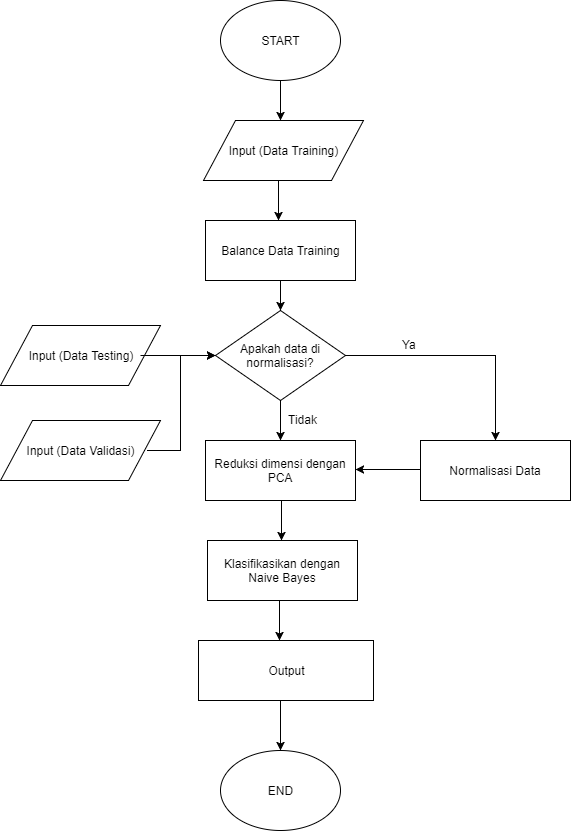 START
Input (Data Training)
Balance Data Training
Apakah data di
normalisasi?
Ya
Input (Data Testing)
Tidak
Input (Data Validasi)
Reduksi dimensi dengan
PCA
Normalisasi Data
Klasifikasikan dengan
Naive Bayes
Output
END